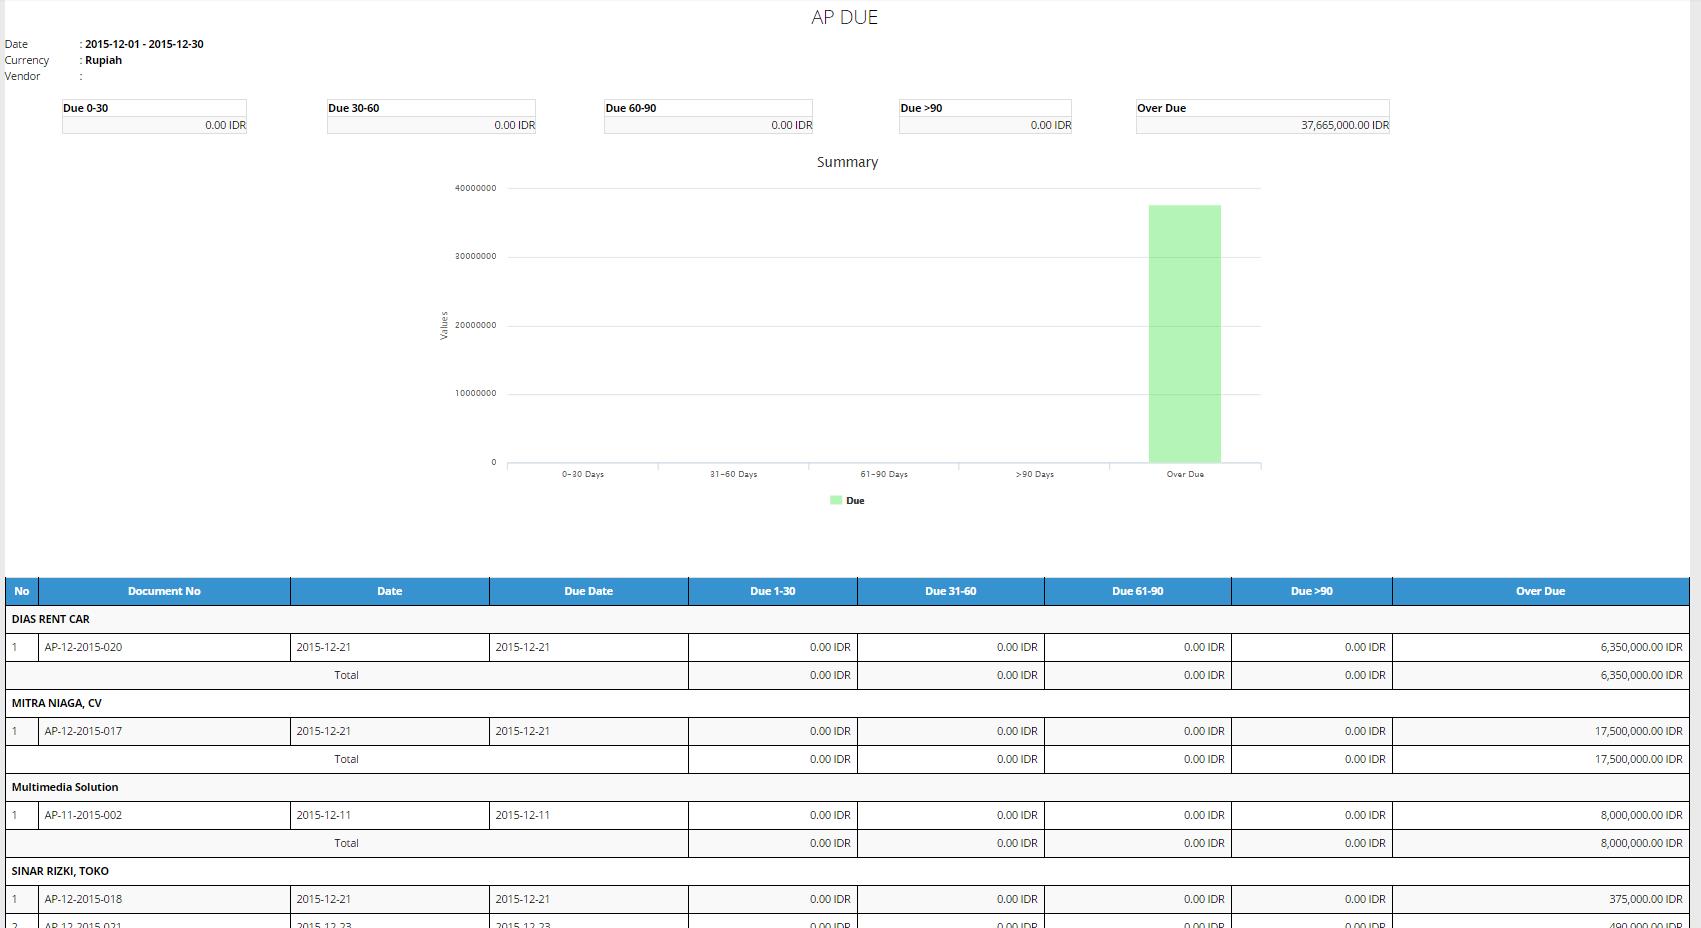 AP DUE
Date : 2015-12-01 - 2015-12-30
Currency : Rupiah
Vendor :
Due 0-30 Due 30-60 Due 60-90 Due >90 Over Due
0.00 IDR 0.00 IDR 0.00 IDR 0.00 IDR 37,665,000.00 IDR
Summary
40000000
30000000
Values
20000000
10000000
0
0-30 Days 31-60 Days 61-90 Days >90 Days Over Due
Due
No Document No Date Due Date Due 1-30 Due 31-60 Due 61-90 Due >90 Over Due
DIAS RENT CAR
1 AP-12-2015-020 2015-12-21 2015-12-21 0.00 IDR 0.00 IDR 0.00 IDR 0.00 IDR 6,350,000.00 IDR
Total 0.00 IDR 0.00 IDR 0.00 IDR 0.00 IDR 6,350,000.00 IDR
MITRA NIAGA, CV
1 AP-12-2015-017 2015-12-21 2015-12-21 0.00 IDR 0.00 IDR 0.00 IDR 0.00 IDR 17,500,000.00 IDR
Total 0.00 IDR 0.00 IDR 0.00 IDR 0.00 IDR 17,500,000.00 IDR
Multimedia Solution
1 AP-11-2015-002 2015-12-11 2015-12-11 0.00 IDR 0.00 IDR 0.00 IDR 0.00 IDR 8,000,000.00 IDR
Total 0.00 IDR 0.00 IDR 0.00 IDR 0.00 IDR 8,000,000.00 IDR
SINAR RIZKI, TOKO
1 AP-12-2015-018 2015-12-21 2015-12-21 0.00 IDR 0.00 IDR 0.00 IDR 0.00 IDR 375,000.00 IDR
2 AP-12-2015-021 2015-12-23 2015-12-23 0.00 IDR 0.00 IDR 0.00 IDR 0.00 IDR 490,000.00 IDR